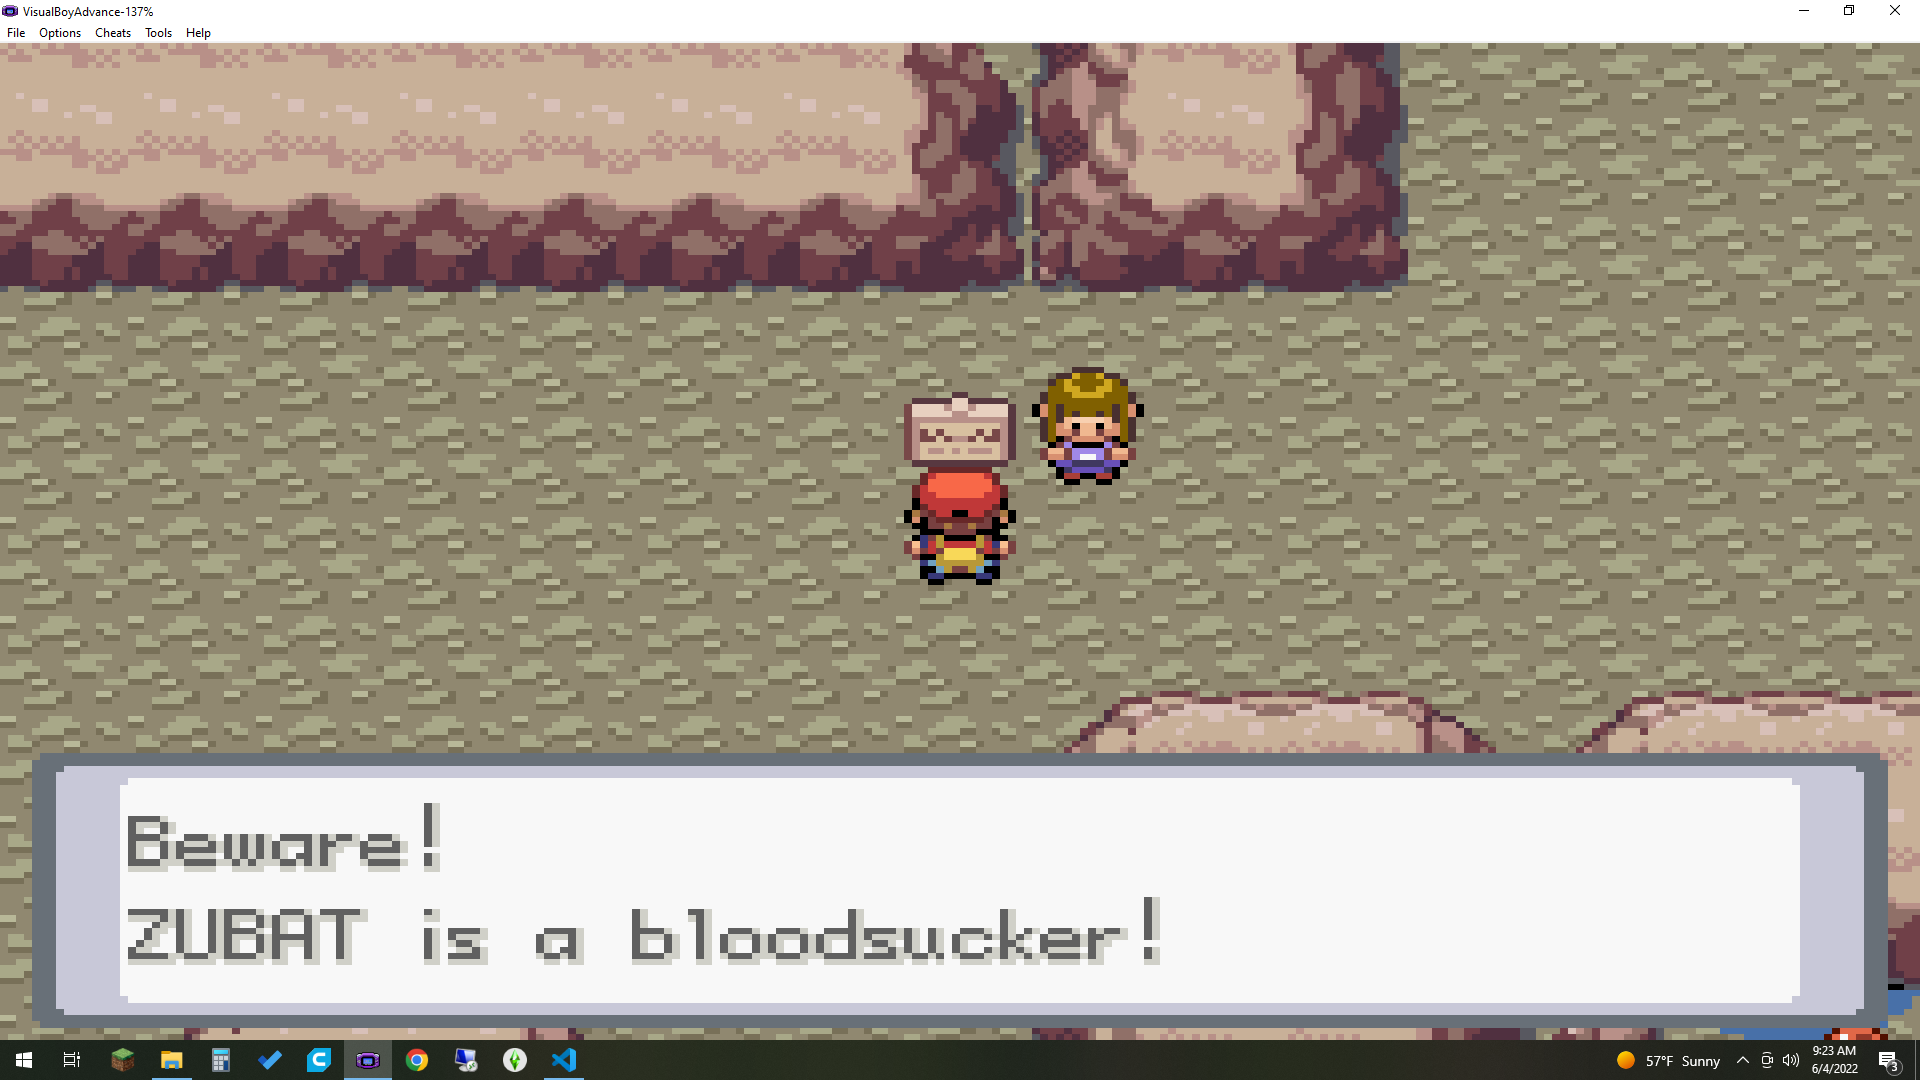 VisualBoyAdvance-137%
File Options Cheats Tools Help
Beware!
ZUBAT is a bloodsucker!
57°F Sunny
9:23 AM
6/4/2022
3